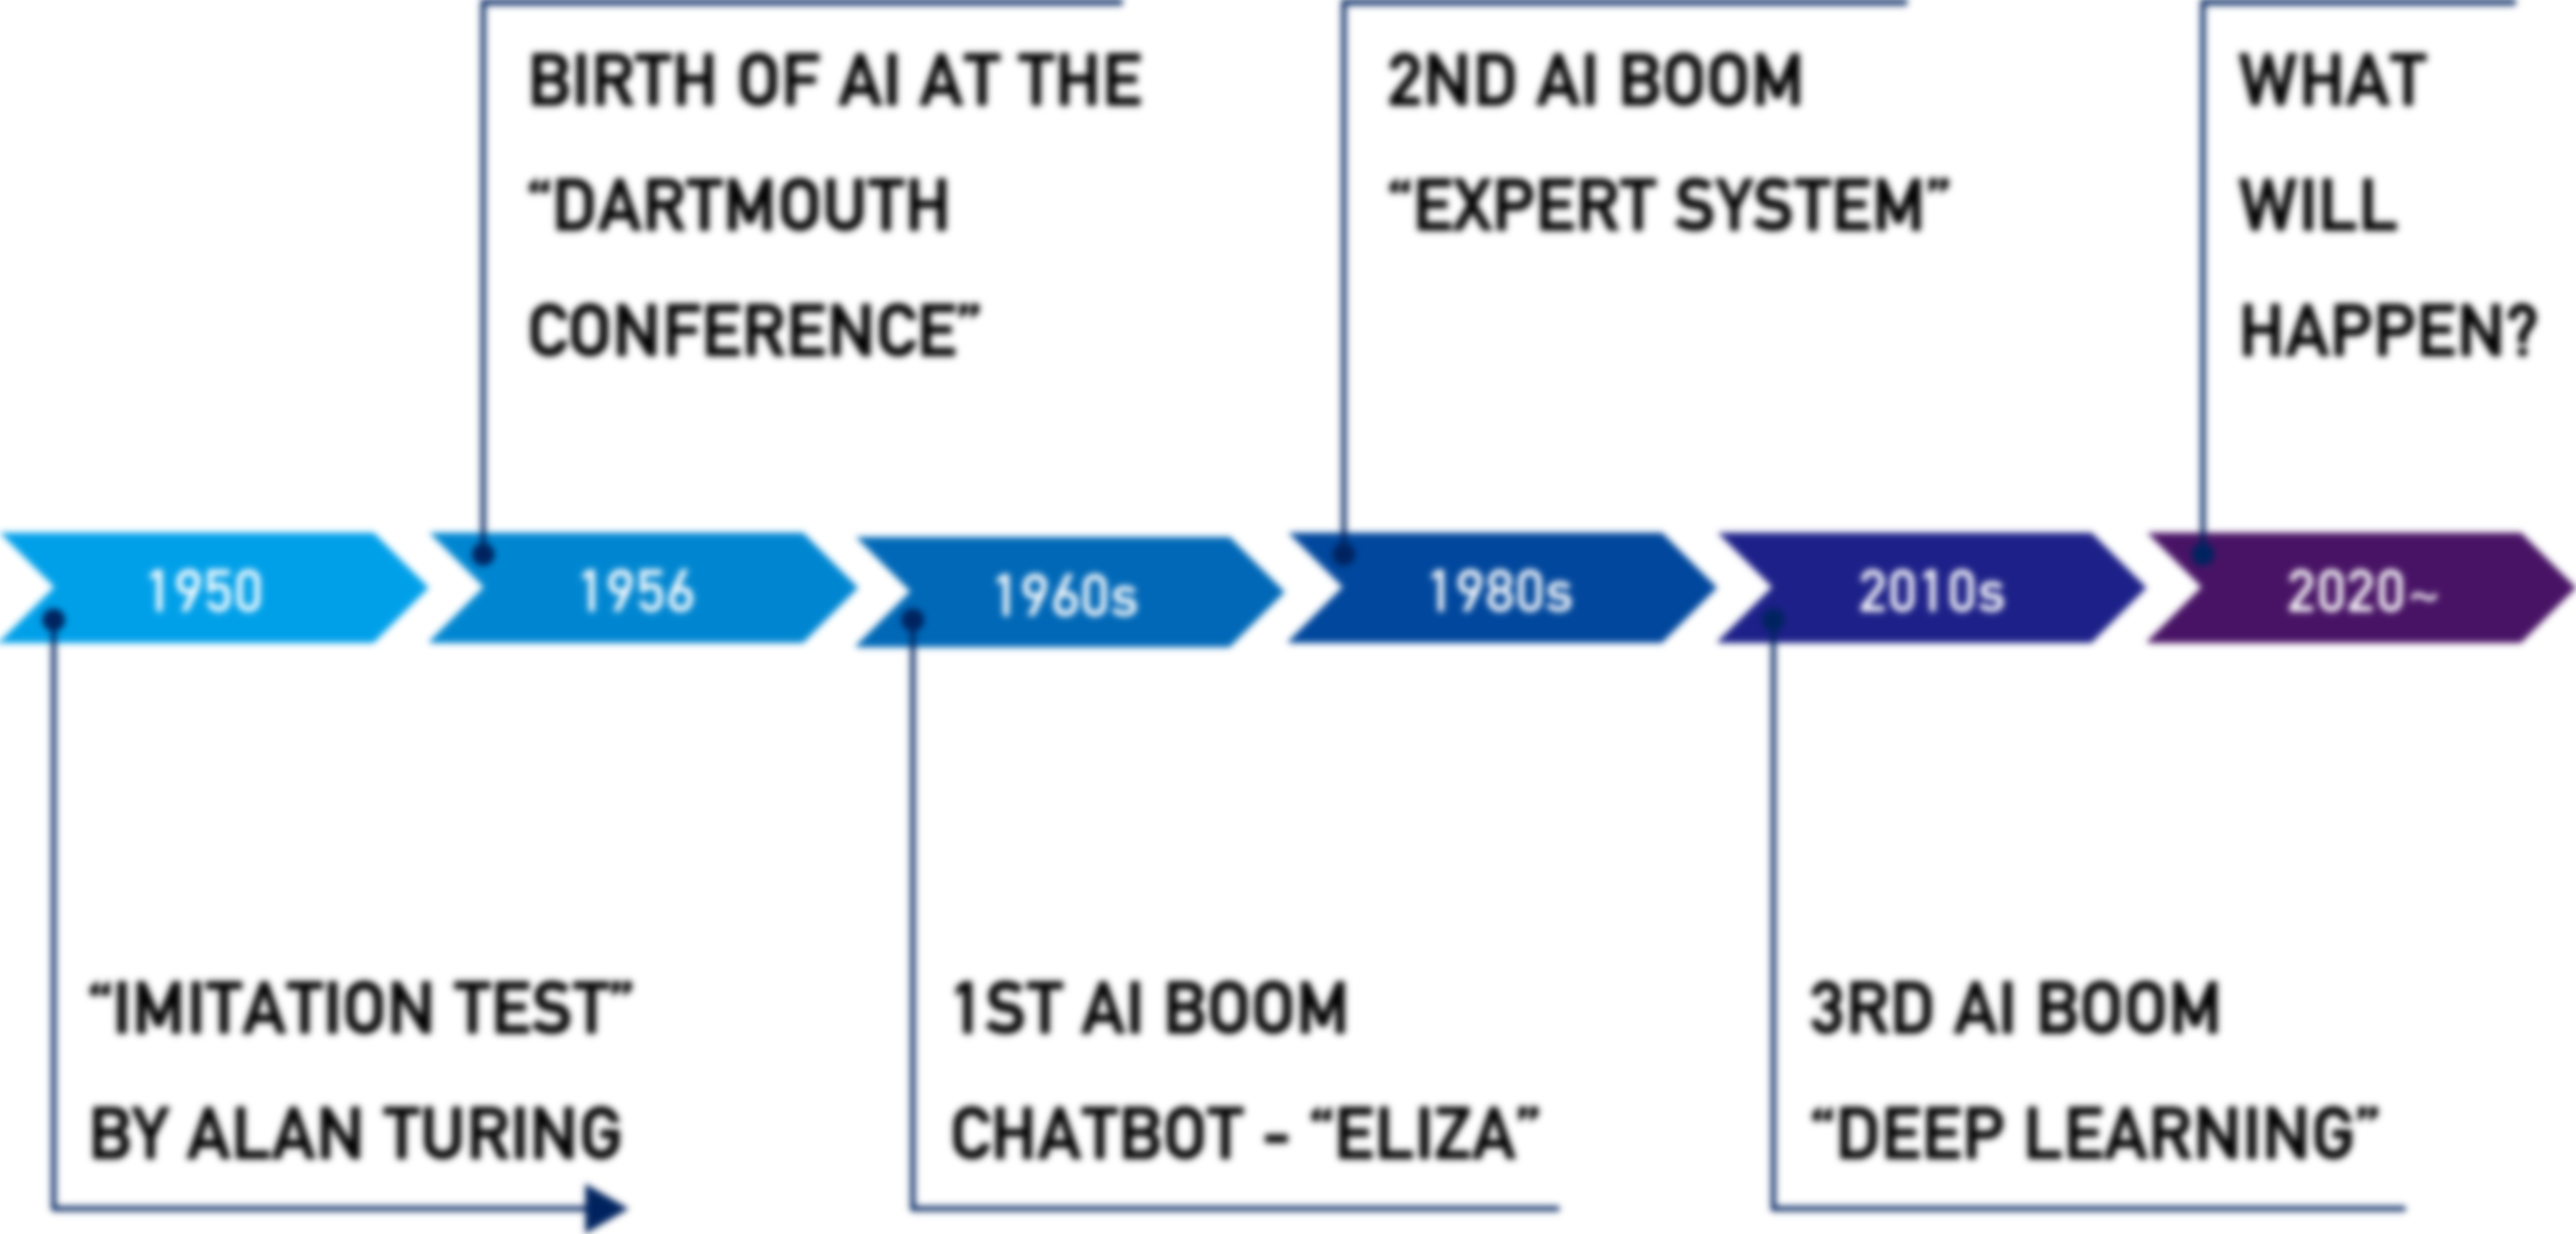 BIRTH OF AI AT THE
“DARTMOUTH
CONFERENCE”
2ND AI BOOM
“EXPERT SYSTEM”
WHAT
WILL
HAPPEN?
1950
1956
1960s
1980s
2010s
2020~
“IMITATION TEST”
BY ALAN TURING
1ST AI BOOM
CHATBOT - “ELIZA”
3RD AI BOOM
“DEEP LEARNING”